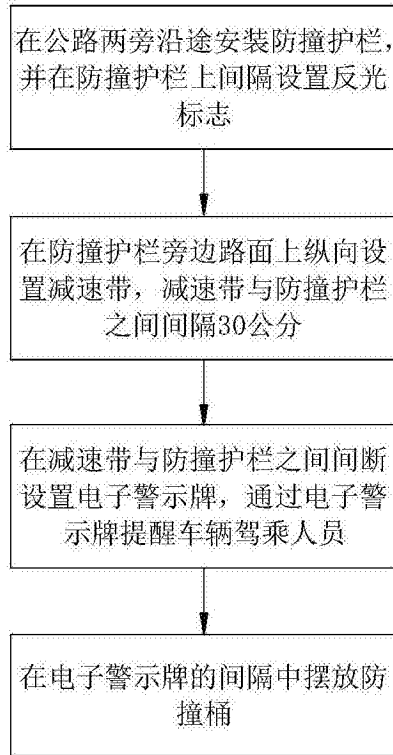 在公路两旁沿途安装防撞护栏，
并在防撞护栏上间隔设置反光
标志
在防撞护栏旁边路面上纵向设
置减速带，减速带与防撞护栏
之间间隔30公分
在减速带与防撞护栏之间间断
设置电子警示牌，通过电子警
示牌提醒车辆驾乘人员
在电子警示牌的间隔中摆放防
撞桶